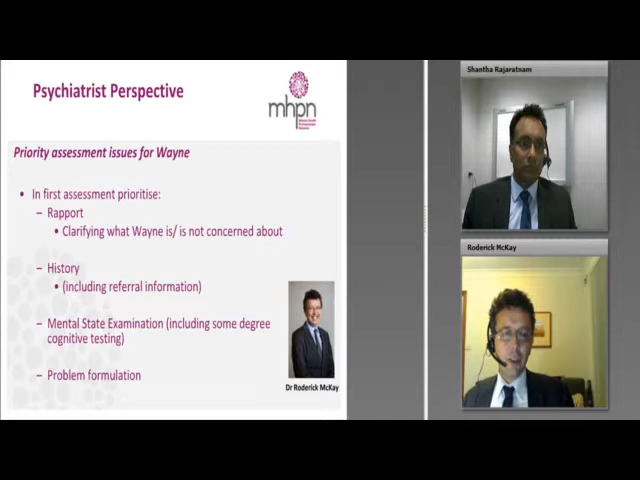 Psychiatrist Perspective
mhpn
Priority assessment issues for Wayne
• In first assessment prioritise:
– Rapport
• Clarifying what Wayne is/ is not concerned about
– History
• (including referral information)
– Mental State Examination (including some degree
cognitive testing)
– Problem formulation
Dr Roderick McKay
Shantha Rajaratnam
Roderick McKay